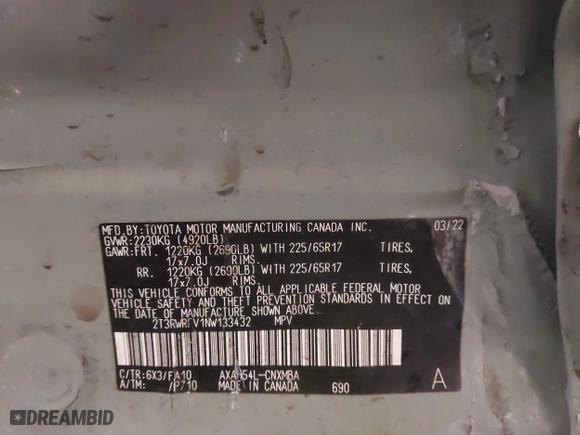 MFD.BY:TOYOTA MOTOR MANUFACTURING CANADA INC. 03/22
GVWR:2230KG (4920LB)
GAWR:FRT. 1220KG (2690LB) WITH 225/65R17 TIRES,
17x7.0J RIMS.
RR. 1220KG (2690LB) WITH 225/65R17 TIRES,
17x7.0J RIMS.
THIS VEHICLE CONFORMS TO ALL APPLICABLE FEDERAL MOTOR
VEHICLE SAFETY AND THEFT PREVENTION STANDARDS IN EFFECT ON
THE DATE OF MANUFACTURE SHOWN ABOVE.
2T3RWRFV1NW133432 MPV
C/TR:6X3/FA10 AXAH54L-CNXMBA
A/TM: /P710 MADE IN CANADA 690 A
DREAMBID